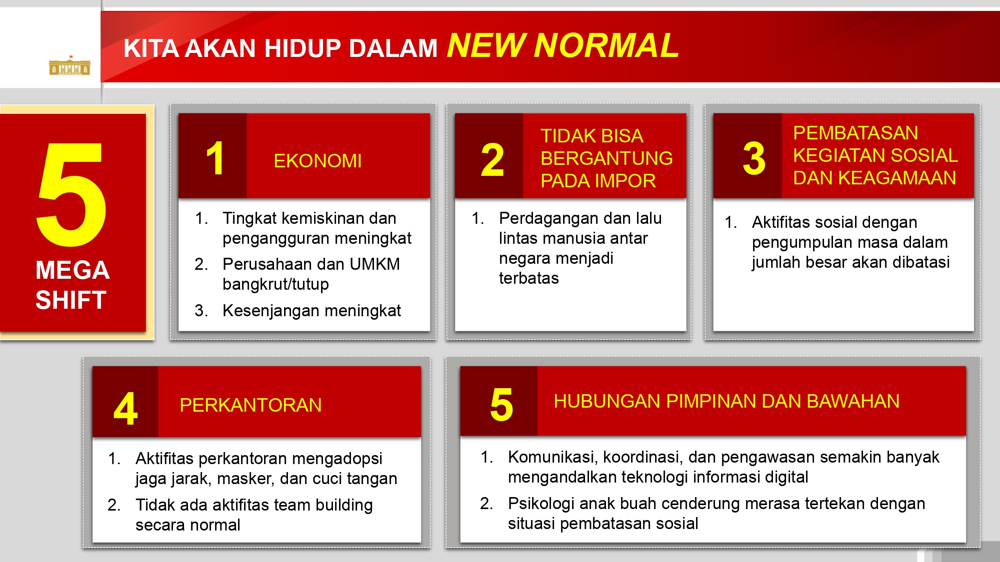 KITA AKAN HIDUP DALAM NEW NORMAL
5
MEGA
SHIFT
1
EKONOMI
1. Tingkat kemiskinan dan
pengangguran meningkat
2. Perusahaan dan UMKM
bangkrut/tutup
3. Kesenjangan meningkat
2
TIDAK BISA
BERGANTUNG
PADA IMPOR
1. Perdagangan dan lalu
lintas manusia antar
negara menjadi
terbatas
3
PEMBATASAN
KEGIATAN SOSIAL
DAN KEAGAMAAN
1. Aktifitas sosial dengan
pengumpulan masa dalam
jumlah besar akan dibatasi
4
PERKANTORAN
1. Aktifitas perkantoran mengadopsi
jaga jarak, masker, dan cuci tangan
2. Tidak ada aktifitas team building
secara normal
5
HUBUNGAN PIMPINAN DAN BAWAHAN
1. Komunikasi, koordinasi, dan pengawasan semakin banyak
mengandalkan teknologi informasi digital
2. Psikologi anak buah cenderung merasa tertekan dengan
situasi pembatasan sosial